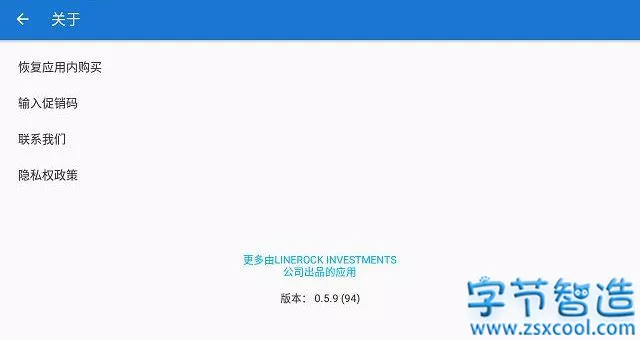 关于
恢复应用内购买
输入促销码
联系我们
隐私权政策
更多由LINEROCK INVESTMENTS
公司出品的应用
版本： 0.5.9 (94)
字节智造
www.zsxcool.com